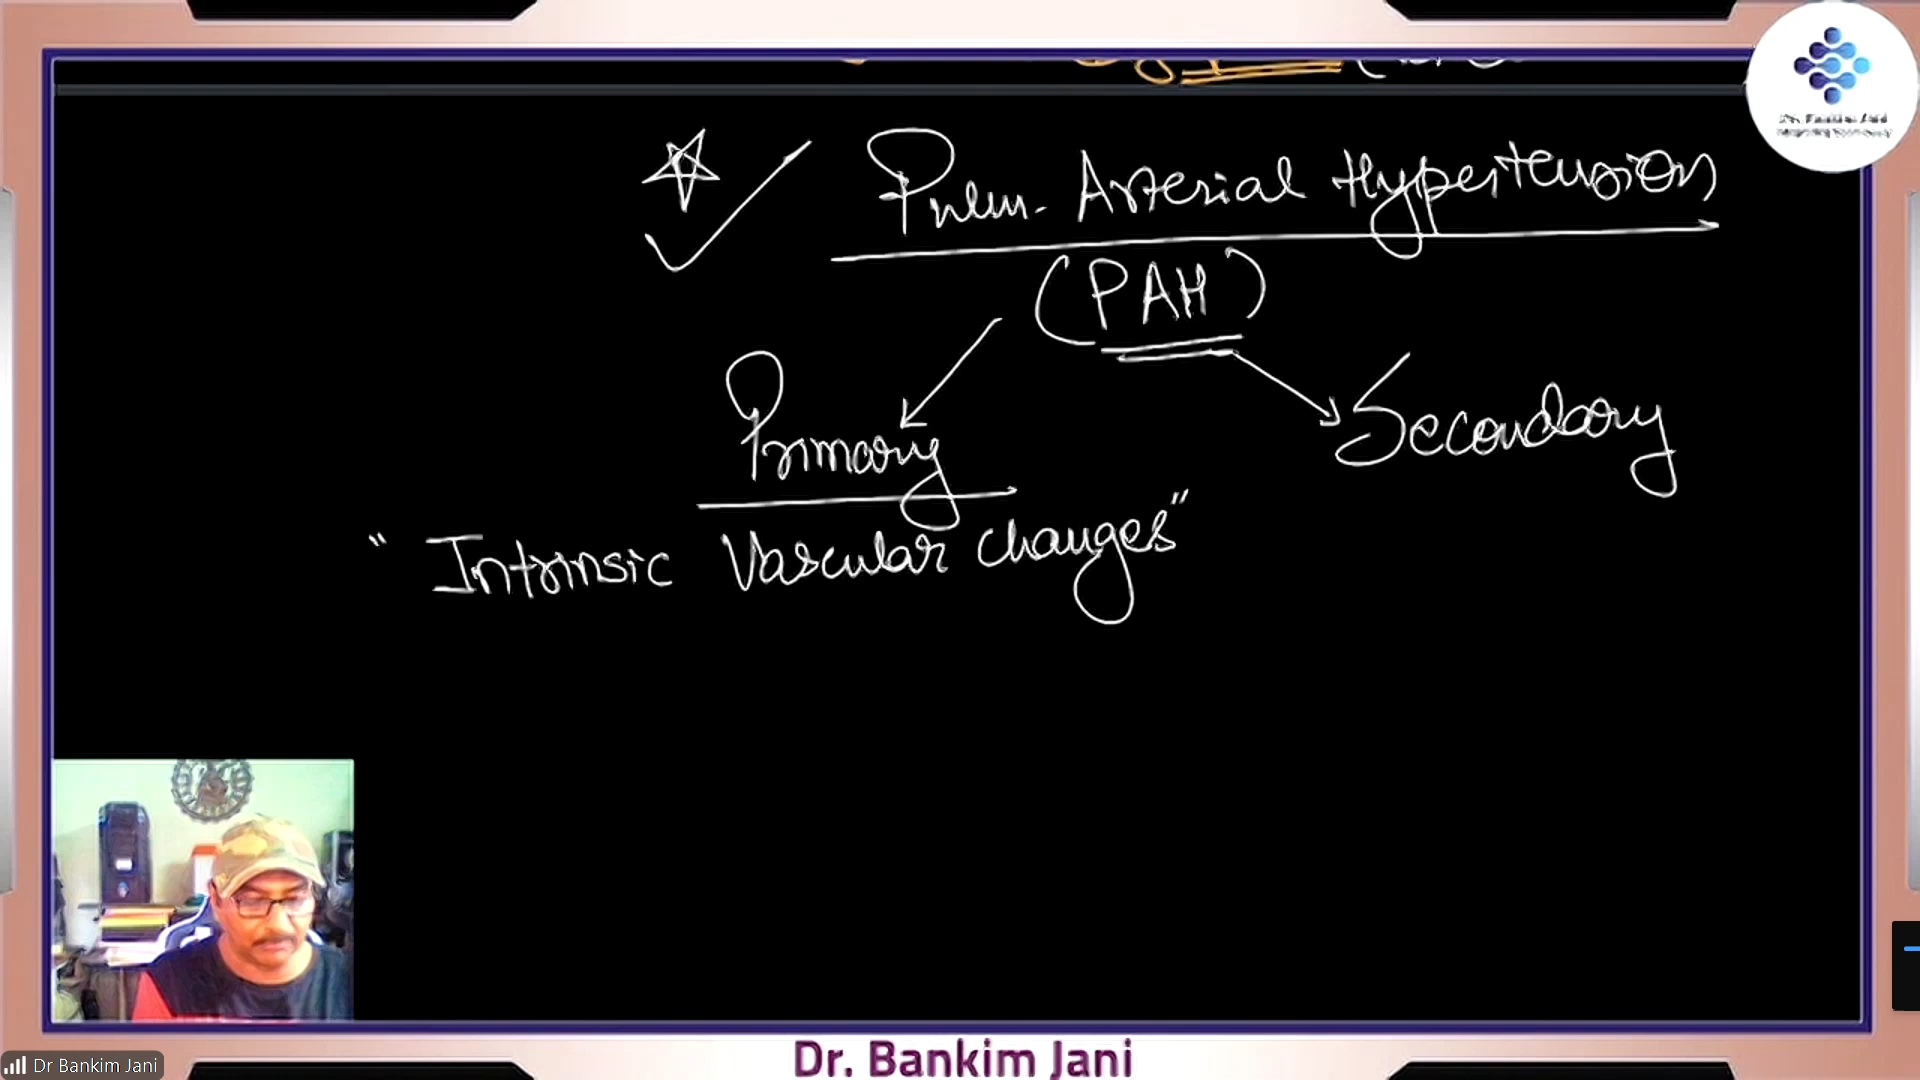 Pulm. Arterial Hypertension
(PAH)
Primary
Secondary
"Intrinsic Vascular changes"
Dr Bankim Jani
Dr. Bankim Jani